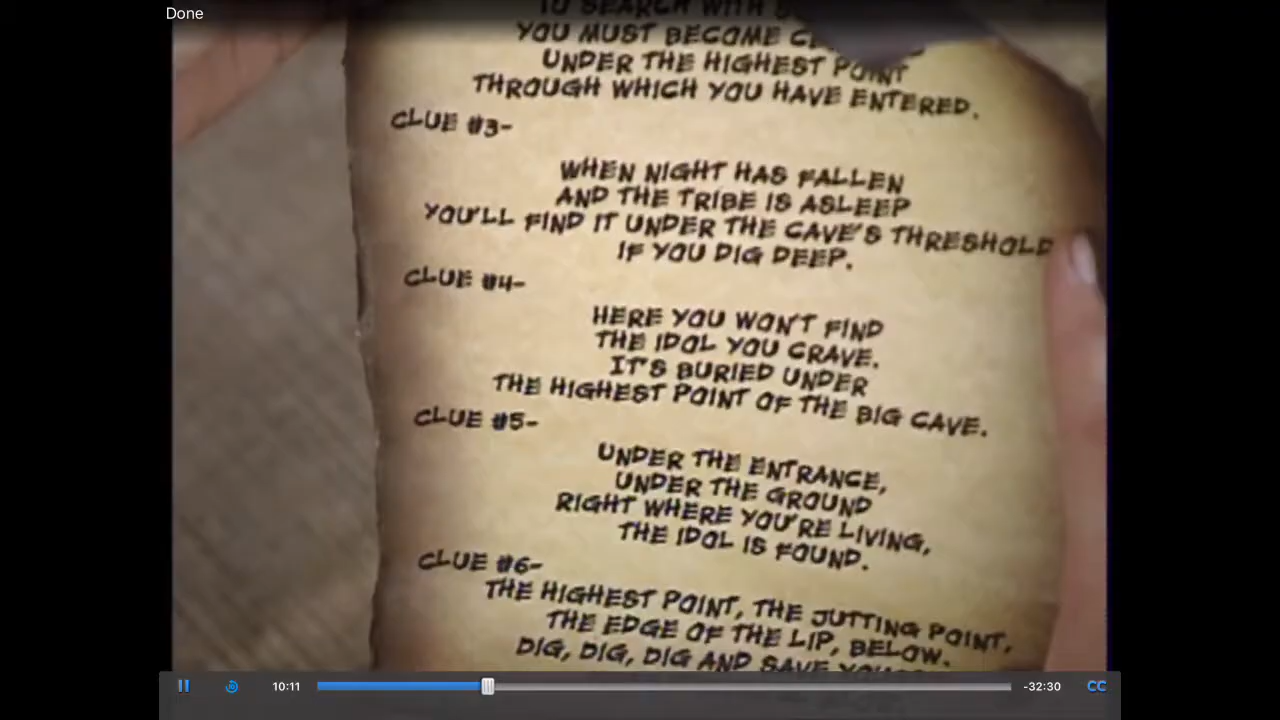 Done
TO SEARCH WITH
YOU MUST BECOME
UNDER THE HIGHEST POINT
THROUGH WHICH YOU HAVE ENTERED.
CLUE #3-
WHEN NIGHT HAS FALLEN
AND THE TRIBE IS ASLEEP
YOU'LL FIND IT UNDER THE CAVE'S THRESHOLD
IF YOU DIG DEEP.
CLUE #4-
HERE YOU WON'T FIND
THE IDOL YOU CRAVE.
IT'S BURIED UNDER
THE HIGHEST POINT OF THE BIG CAVE.
CLUE #5-
UNDER THE ENTRANCE,
UNDER THE GROUND
RIGHT WHERE YOU'RE LIVING,
THE IDOL IS FOUND.
CLUE #6-
THE HIGHEST POINT, THE JUTTING POINT,
THE EDGE OF THE LIP, BELOW.
DIG, DIG, DIG AND SAVE
10:11
-32:30
CC